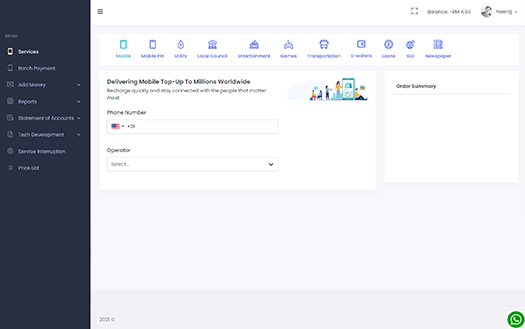 Balance: -RM 4.99
Neeraj
MENU
Services
Batch Payment
Add Money
Reports
Statement of Accounts
Tech Development
Service Interruption
Price List
Mobile
Mobile Pin
Utility
Local Council
Entertainment
Games
Transportation
E-wallets
Loans
IDD
Newspaper
Delivering Mobile Top-Up To Millions Worldwide
Recharge quickly and stay connected with the people that matter
most.
Phone Number
Operator
Select...
Order Summary
2021 ©